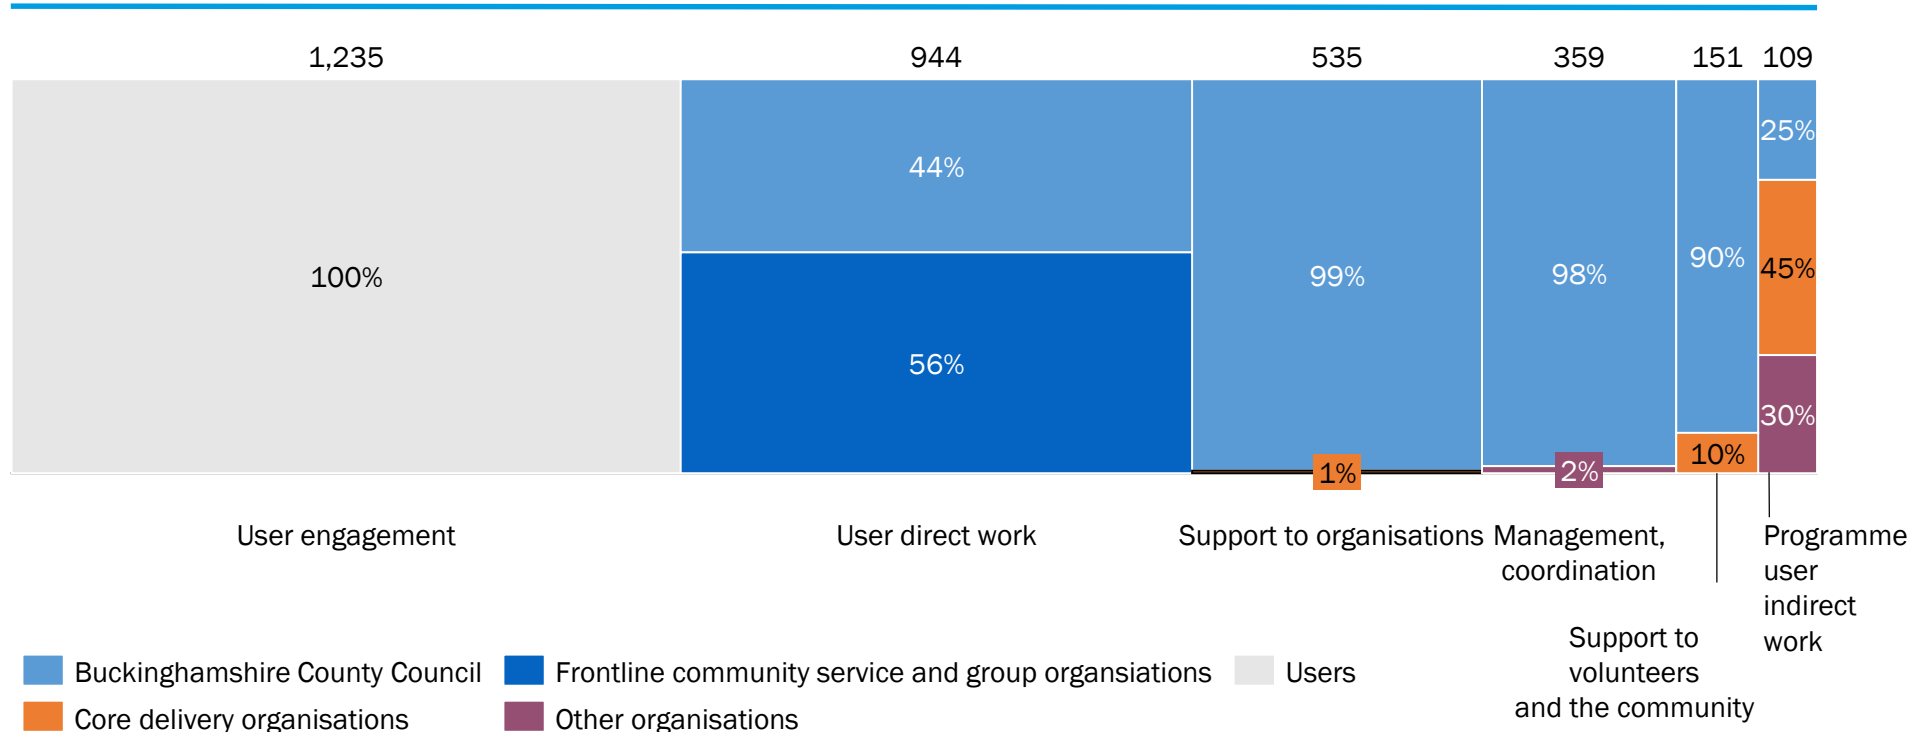 1,235 944 535 359 151 109
25%
44%
90%
45%
100%
99%
98%
56%
30%
10%
1%
2%
User engagement
User direct work
Support to organisations
Management,
coordination
Support to
volunteers
and the community
Programme
user
indirect
work
Buckinghamshire County Council
Frontline community service and group organsiations
Users
Core delivery organisations
Other organisations